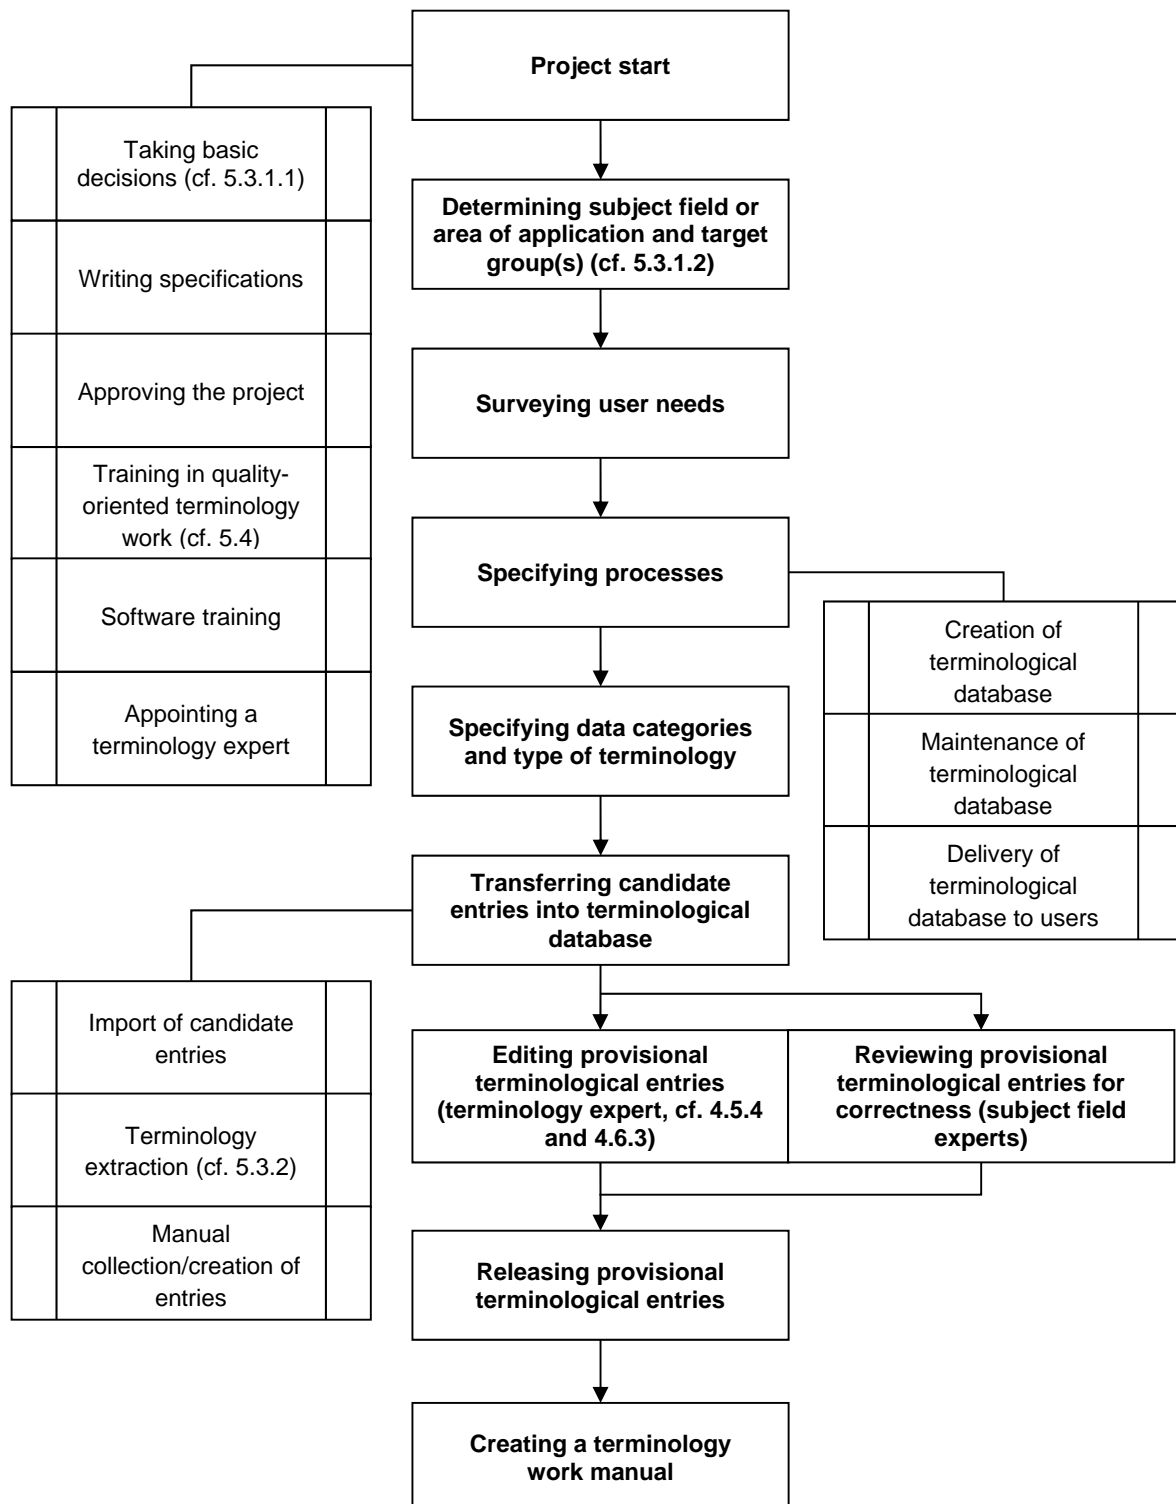 Project start
Taking basic
decisions (cf. 5.3.1.1)
Writing specifications
Approving the project
Training in quality-
oriented terminology
work (cf. 5.4)
Software training
Appointing a
terminology expert
Determining subject field or
area of application and target
group(s) (cf. 5.3.1.2)
Surveying user needs
Specifying processes
Creation of
terminological
database
Maintenance of
terminological
database
Delivery of
terminological
database to users
Specifying data categories
and type of terminology
Transferring candidate
entries into terminological
database
Import of candidate
entries
Terminology
extraction (cf. 5.3.2)
Manual
collection/creation of
entries
Editing provisional
terminological entries
(terminology expert, cf. 4.5.4
and 4.6.3)
Reviewing provisional
terminological entries for
correctness (subject field
experts)
Releasing provisional
terminological entries
Creating a terminology
work manual